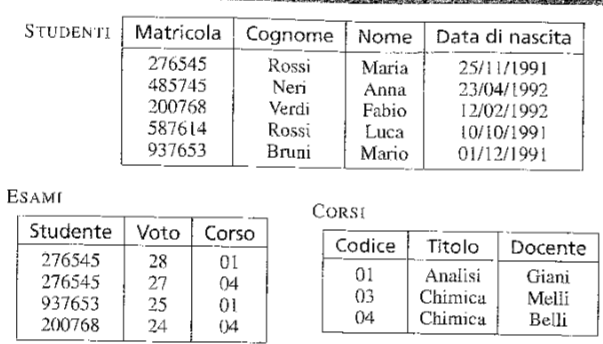 STUDENTI
Matricola Cognome Nome Data di nascita
276545 Rossi Maria 25/11/1991
485745 Neri Anna 23/04/1992
200768 Verdi Fabio 12/02/1992
587614 Rossi Luca 10/10/1991
937653 Bruni Mario 01/12/1991
ESAMI
Studente Voto Corso
276545 28 01
276545 27 04
937653 25 01
200768 24 04
CORSI
Codice Titolo Docente
01 Analisi Giani
03 Chimica Melli
04 Chimica Belli